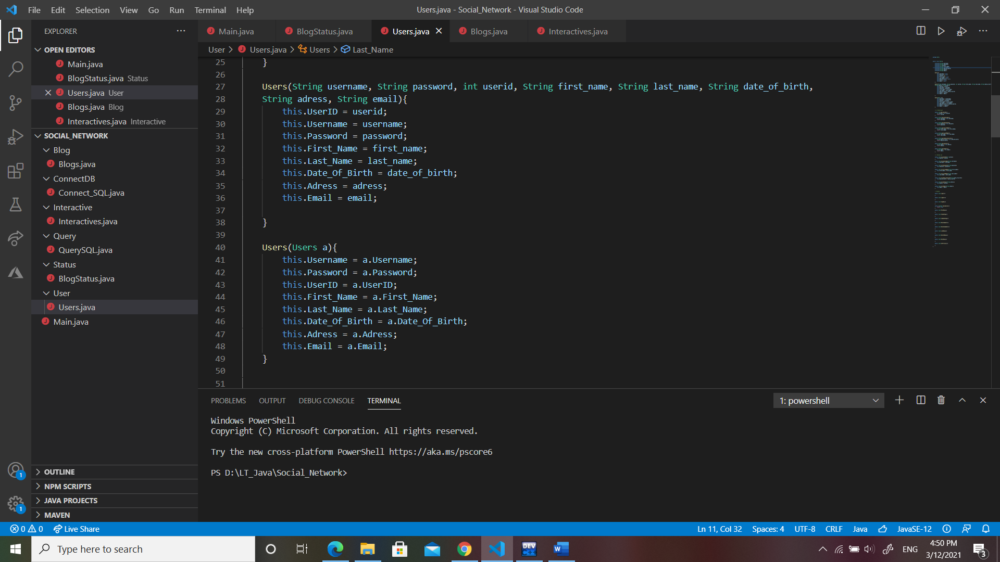 File Edit Selection View Go Run Terminal Help
Users.java - Social_Network - Visual Studio Code
EXPLORER
OPEN EDITORS
Main.java
BlogStatus.java Status
Users.java User
Blogs.java Blog
Interactives.java Interactive
SOCIAL_NETWORK
Blog
Blogs.java
ConnectDB
Connect_SQL.java
Interactive
Interactives.java
Query
QuerySQL.java
Status
BlogStatus.java
User
Users.java
Main.java
OUTLINE
NPM SCRIPTS
JAVA PROJECTS
MAVEN
Main.java BlogStatus.java Users.java Blogs.java Interactives.java
User > Users.java > Users > Last_Name
25 }
26
27 Users(String username, String password, int userid, String first_name, String last_name, String date_of_birth,
28 String adress, String email){
29 this.UserID = userid;
30 this.Username = username;
31 this.Password = password;
32 this.First_Name = first_name;
33 this.Last_Name = last_name;
34 this.Date_Of_Birth = date_of_birth;
35 this.Adress = adress;
36 this.Email = email;
37
38 }
39
40 Users(Users a){
41 this.Username = a.Username;
42 this.Password = a.Password;
43 this.UserID = a.UserID;
44 this.First_Name = a.First_Name;
45 this.Last_Name = a.Last_Name;
46 this.Date_Of_Birth = a.Date_Of_Birth;
47 this.Adress = a.Adress;
48 this.Email = a.Email;
49 }
50
51
PROBLEMS OUTPUT DEBUG CONSOLE TERMINAL
1: powershell
Windows PowerShell
Copyright (C) Microsoft Corporation. All rights reserved.
Try the new cross-platform PowerShell https://aka.ms/pscore6
PS D:\LT_Java\Social_Network>
1
1
0 0 Live Share
Ln 11, Col 32 Spaces: 4 UTF-8 CRLF Java JavaSE-12
Type here to search
DEV C++
W
ENG
4:50 PM
3/12/2021
3